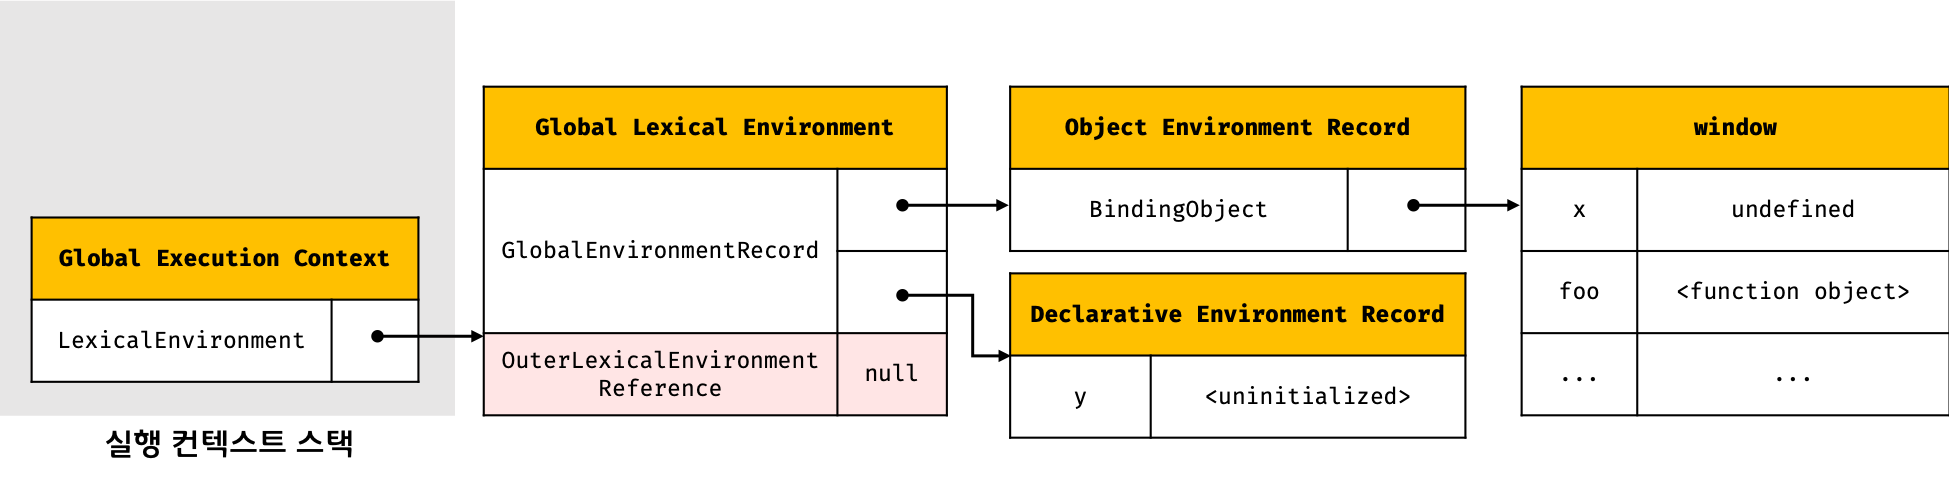 Global Execution Context
LexicalEnvironment
실행 컨텍스트 스택
Global Lexical Environment
GlobalEnvironmentRecord
OuterLexicalEnvironment
Reference
null
Object Environment Record
BindingObject
Declarative Environment Record
y
<uninitialized>
window
x
undefined
foo
<function object>
...
...